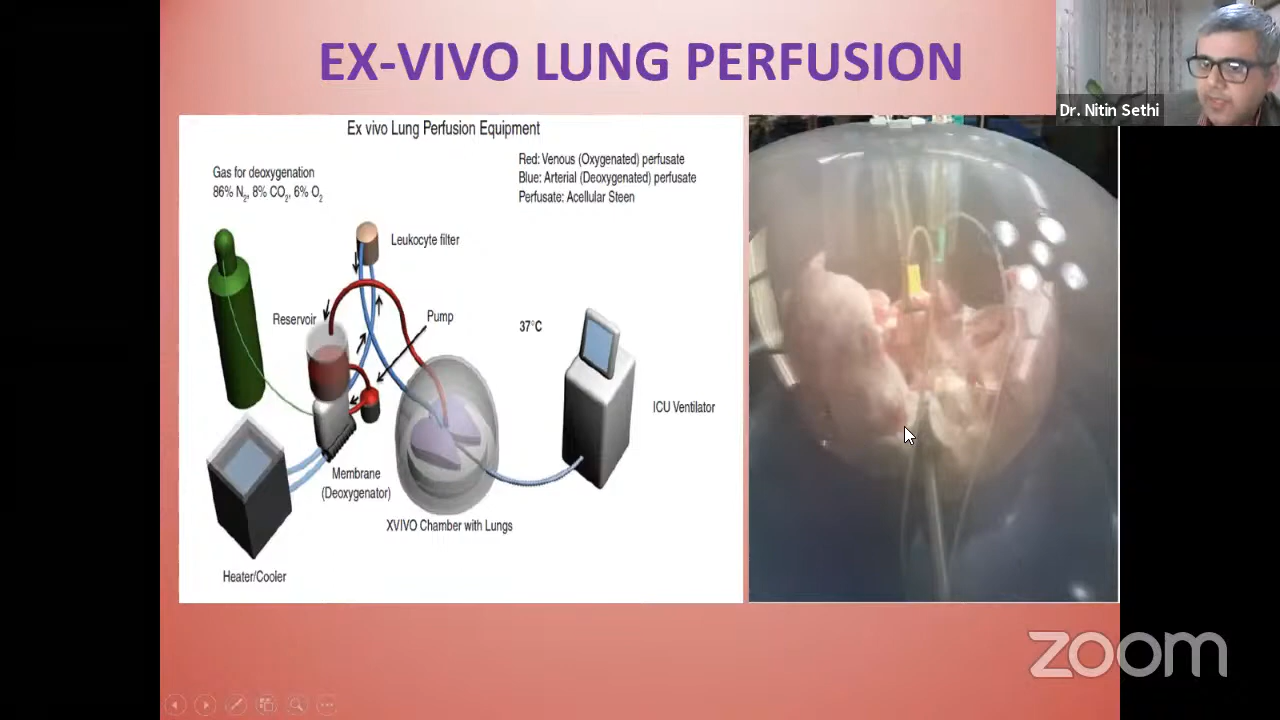 EX-VIVO LUNG PERFUSION
Dr. Nitin Sethi
Ex vivo Lung Perfusion Equipment
Gas for deoxygenation
86% N2, 8% CO2, 6% O2
Red: Venous (Oxygenated) perfusate
Blue: Arterial (Deoxygenated) perfusate
Perfusate: Acellular Steen
Leukocyte filter
Reservoir
Pump
37°C
ICU Ventilator
Membrane
(Deoxygenator)
XVIVO Chamber with Lungs
Heater/Cooler
zoom